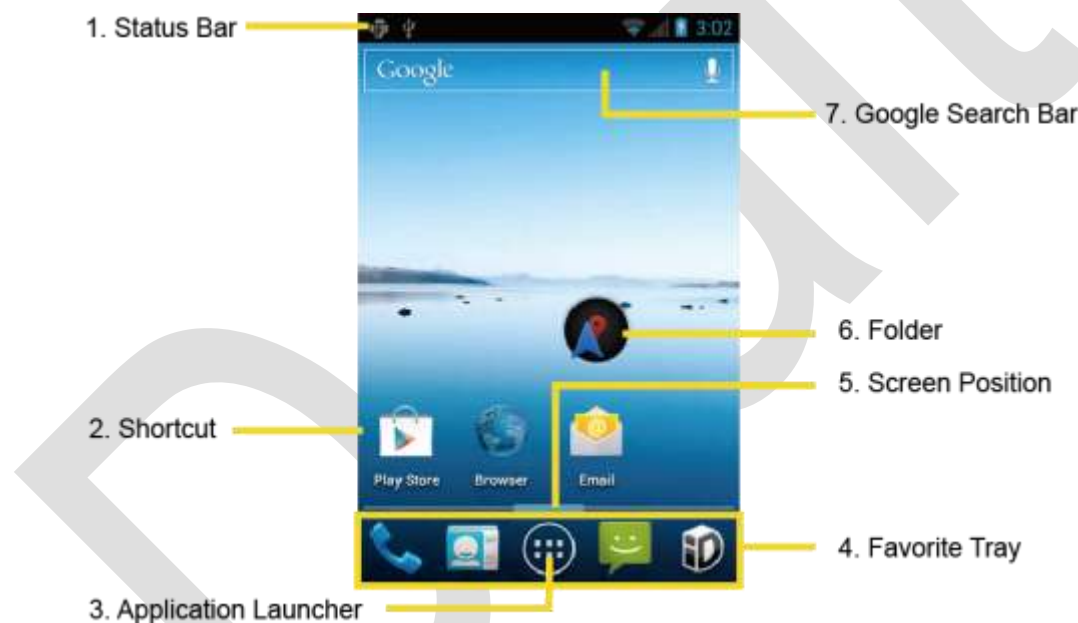 1. Status Bar
3:02
Google
7. Google Search Bar
6. Folder
5. Screen Position
2. Shortcut
Play Store
Browser
Email
4. Favorite Tray
3. Application Launcher